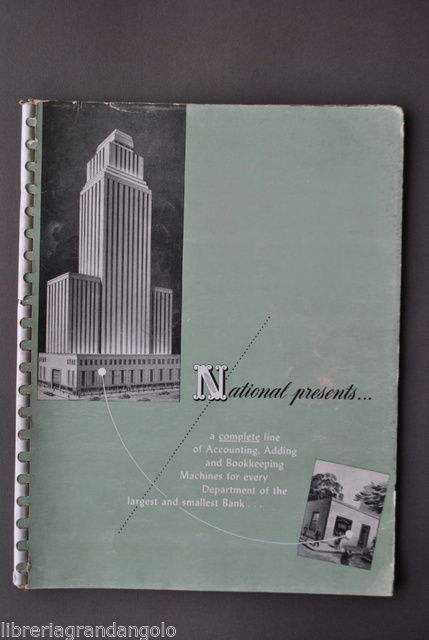 National presents...
a complete line
of Accounting, Adding
and Bookkeeping
Machines for every
Department of the
largest and smallest Bank...
libreriagrandangolo